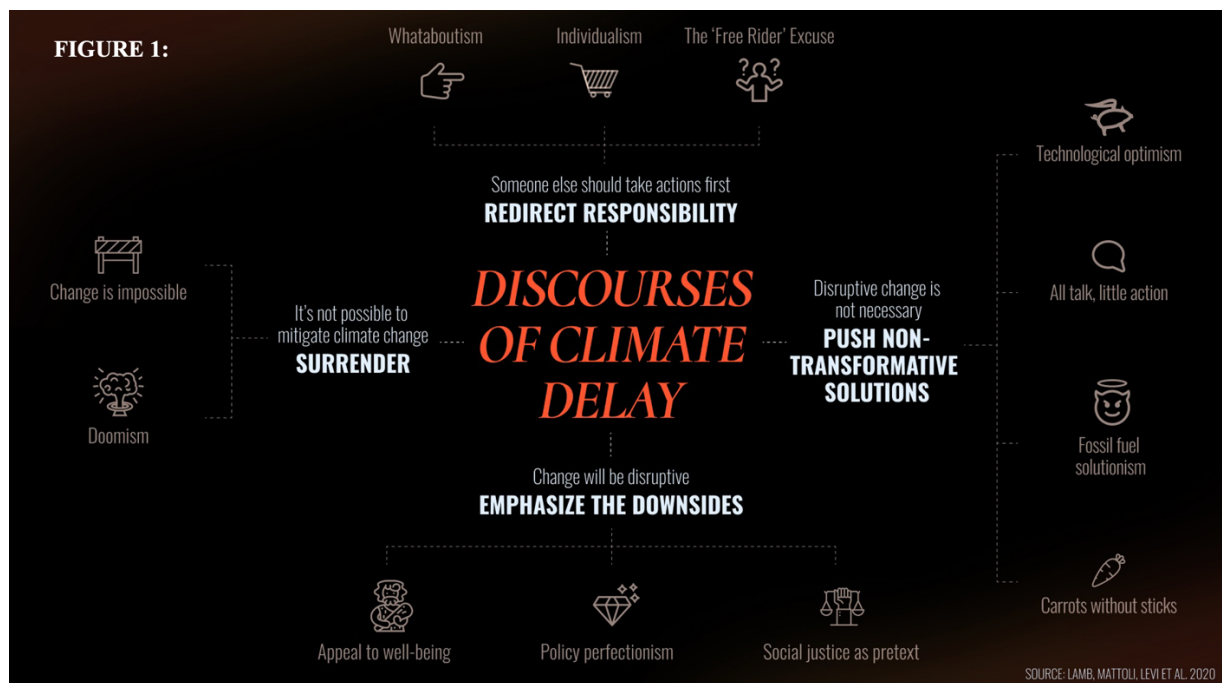 FIGURE 1:
Whataboutism
Individualism
The ‘Free Rider’ Excuse
Someone else should take actions first
REDIRECT RESPONSIBILITY
Technological optimism
All talk, little action
Fossil fuel
solutionism
Carrots without sticks
Disruptive change is
not necessary
PUSH NON-
TRANSFORMATIVE
SOLUTIONS
DISCOURSES
OF CLIMATE
DELAY
It’s not possible to
mitigate climate change
SURRENDER
Change is impossible
Doomism
Change will be disruptive
EMPHASIZE THE DOWNSIDES
Appeal to well-being
Policy perfectionism
Social justice as pretext
SOURCE: LAMB, MATTOLI, LEVI ET AL. 2020